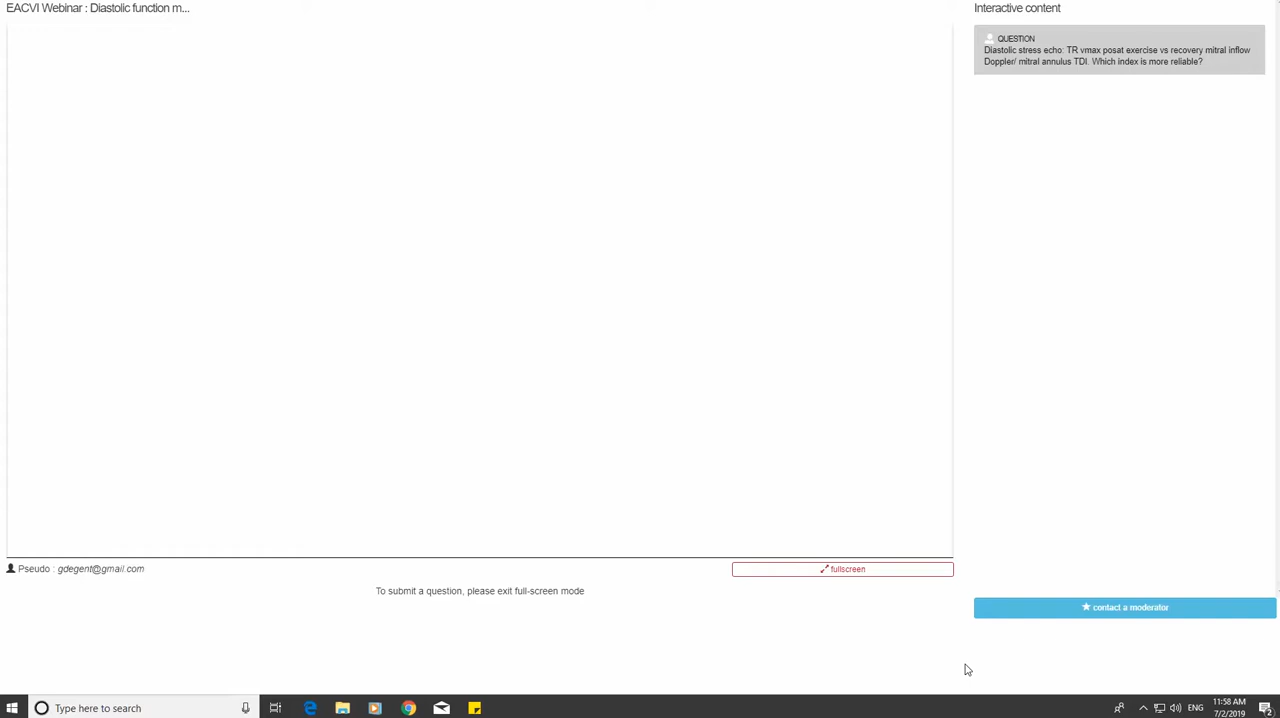 EACVI Webinar : Diastolic function m...
Interactive content
QUESTION
Diastolic stress echo: TR vmax posat exercise vs recovery mitral inflow
Doppler/ mitral annulus TDI. Which index is more reliable?
Pseudo : gdegent@gmail.com
fullscreen
To submit a question, please exit full-screen mode
contact a moderator
Type here to search
ENG
11:58 AM
7/2/2019
2